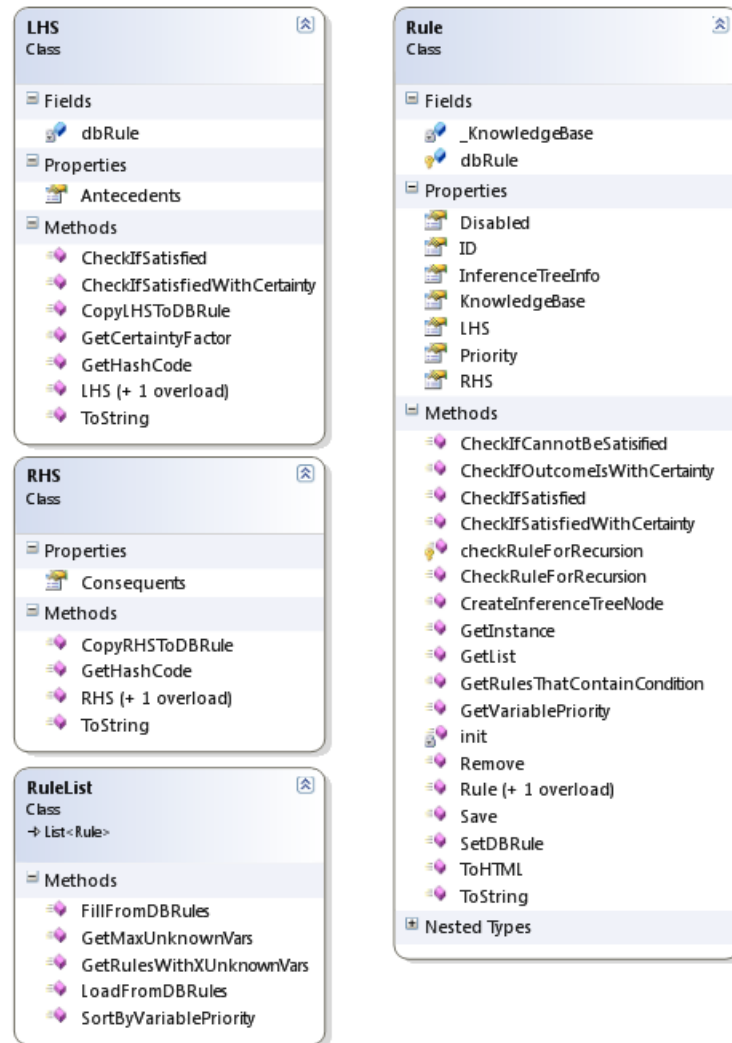 LHS
Class
Fields
dbRule
Properties
Antecedents
Methods
CheckIfSatisfied
CheckIfSatisfiedWithCertainty
CopyLHSToDBRule
GetCertaintyFactor
GetHashCode
LHS (+ 1 overload)
ToString
RHS
Class
Properties
Consequents
Methods
CopyRHSToDBRule
GetHashCode
RHS (+ 1 overload)
ToString
RuleList
Class
List<Rule>
Methods
FillFromDBRules
GetMaxUnknownVars
GetRulesWithXUnknownVars
LoadFromDBRules
SortByVariablePriority
Rule
Class
Fields
_KnowledgeBase
dbRule
Properties
Disabled
ID
InferenceTreeInfo
KnowledgeBase
LHS
Priority
RHS
Methods
CheckIfCannotBeSatisified
CheckIfOutcomeIsWithCertainty
CheckIfSatisfied
CheckIfSatisfiedWithCertainty
checkRuleForRecursion
CheckRuleForRecursion
CreateInferenceTreeNode
GetInstance
GetList
GetRulesThatContainCondition
GetVariablePriority
init
Remove
Rule (+ 1 overload)
Save
SetDBRule
ToHTML
ToString
Nested Types